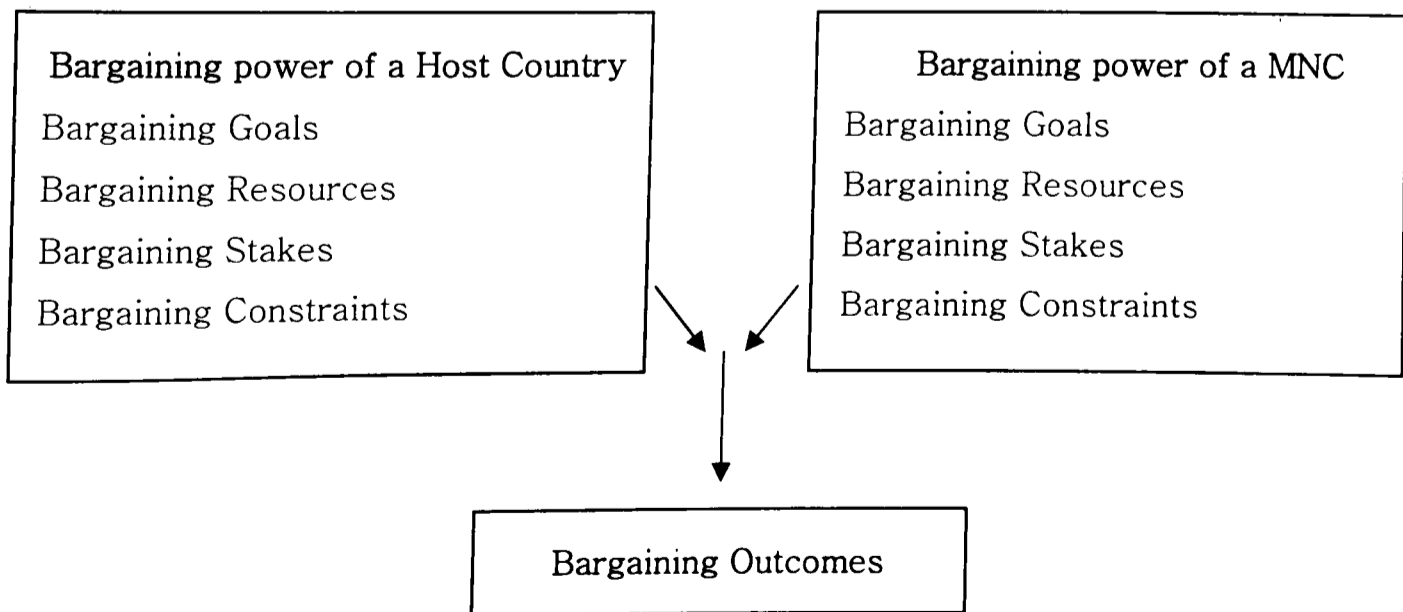 Bargaining power of a Host Country
Bargaining Goals
Bargaining Resources
Bargaining Stakes
Bargaining Constraints
Bargaining power of a MNC
Bargaining Goals
Bargaining Resources
Bargaining Stakes
Bargaining Constraints
Bargaining Outcomes